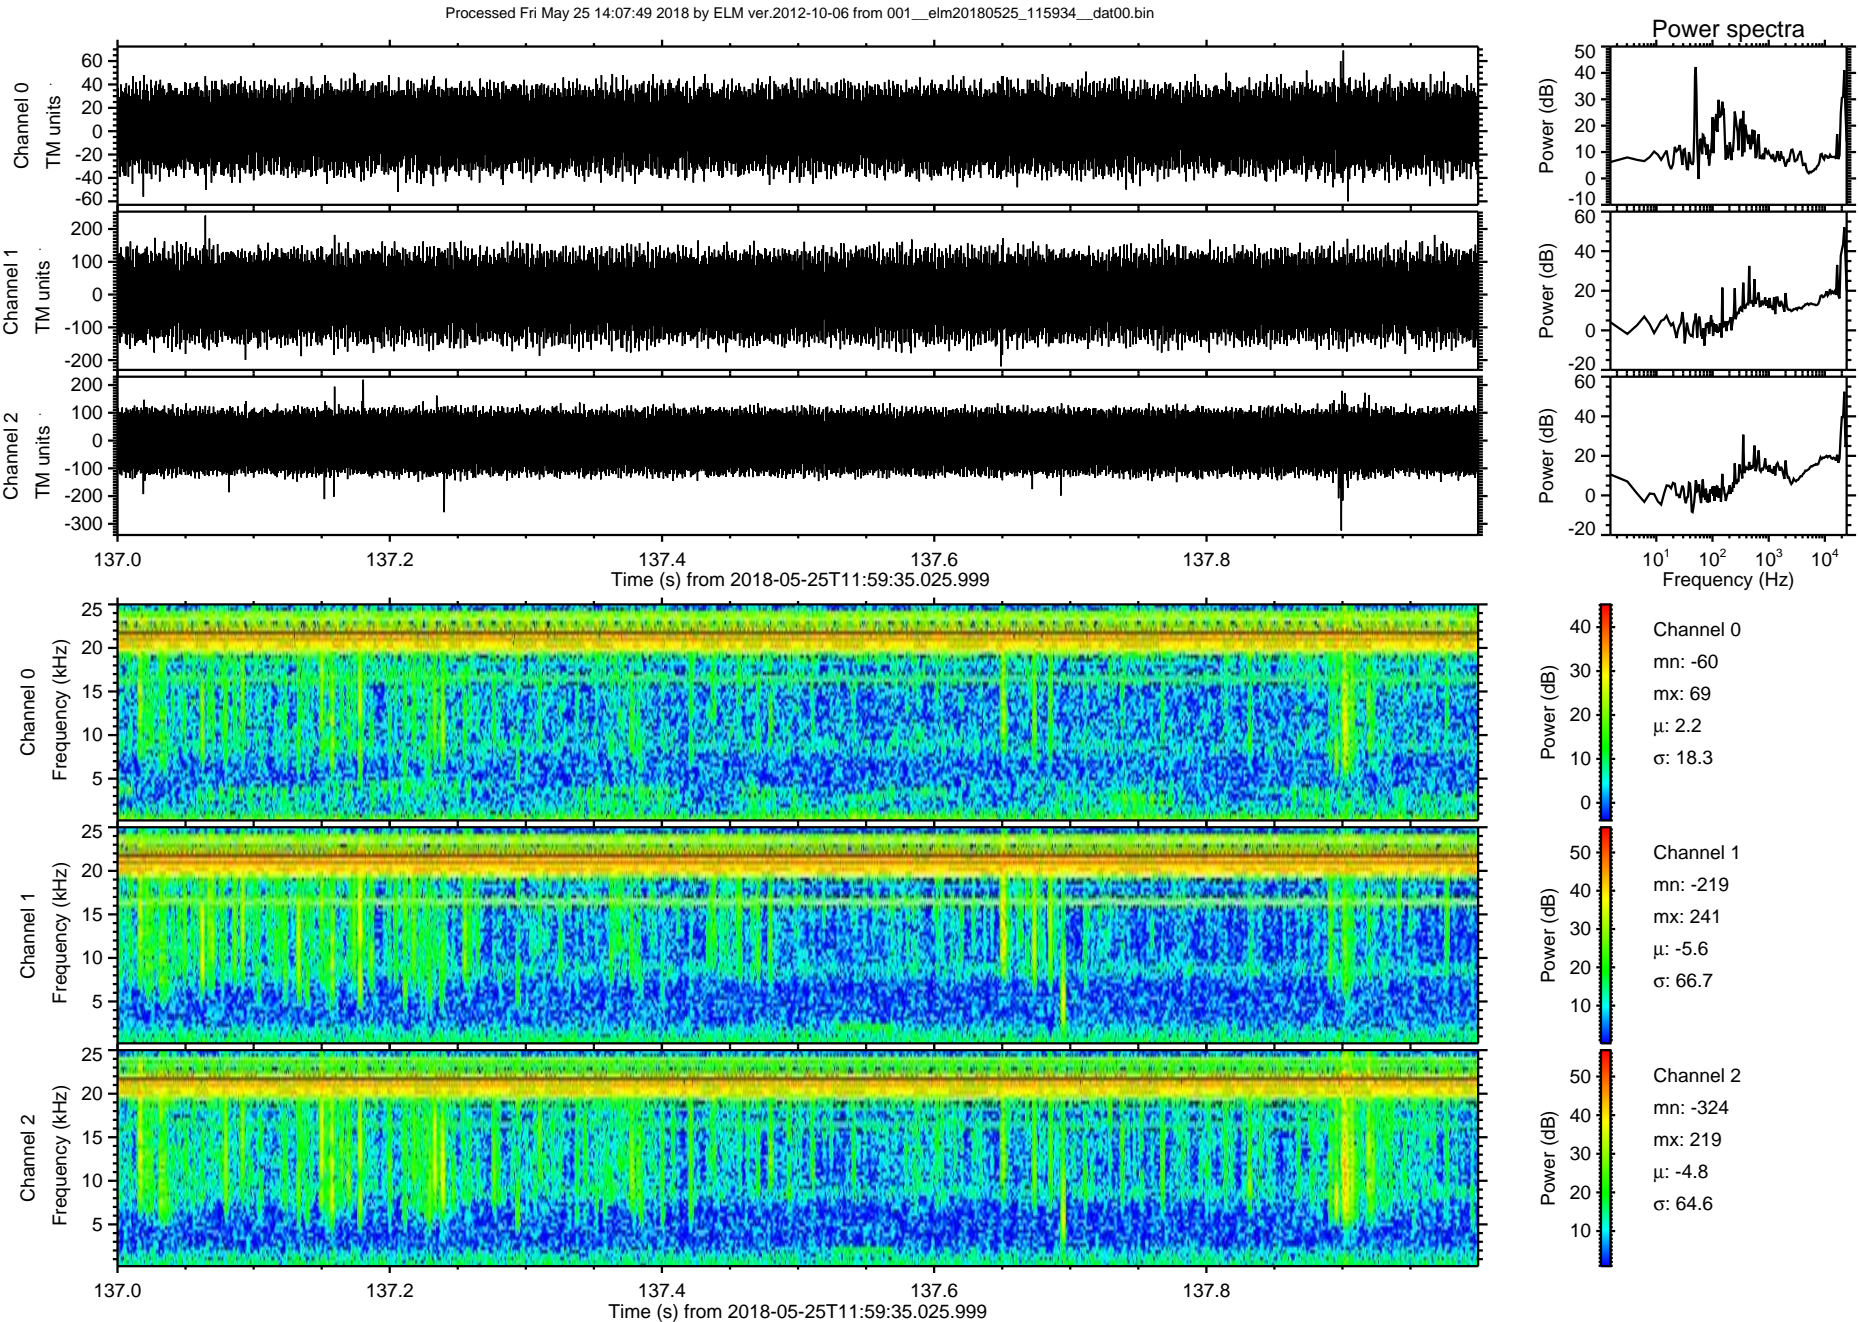 Processed Fri May 25 14:07:49 2018 by ELM ver.2012-10-06 from 001__elm20180525_115934__dat00.bin
Power spectra
Channel 0
TM units
60
40
20
0
-20
-40
-60
Power (dB)
50
40
30
20
10
0
-10
Channel 1
TM units
200
100
0
-100
-200
Power (dB)
60
40
20
0
-20
Channel 2
TM units
200
100
0
-100
-200
-300
Power (dB)
60
40
20
0
-20
137.0 137.2 137.4 137.6 137.8
Time (s) from 2018-05-25T11:59:35.025.999
10^1 10^2 10^3 10^4
Frequency (Hz)
Channel 0
Frequency (kHz)
25
20
15
10
5
Power (dB)
40
30
20
10
0
Channel 0
mn: -60
mx: 69
μ: 2.2
σ: 18.3
Channel 1
Frequency (kHz)
25
20
15
10
5
Power (dB)
50
40
30
20
10
Channel 1
mn: -219
mx: 241
μ: -5.6
σ: 66.7
Channel 2
Frequency (kHz)
25
20
15
10
5
Power (dB)
50
40
30
20
10
Channel 2
mn: -324
mx: 219
μ: -4.8
σ: 64.6
137.0 137.2 137.4 137.6 137.8
Time (s) from 2018-05-25T11:59:35.025.999